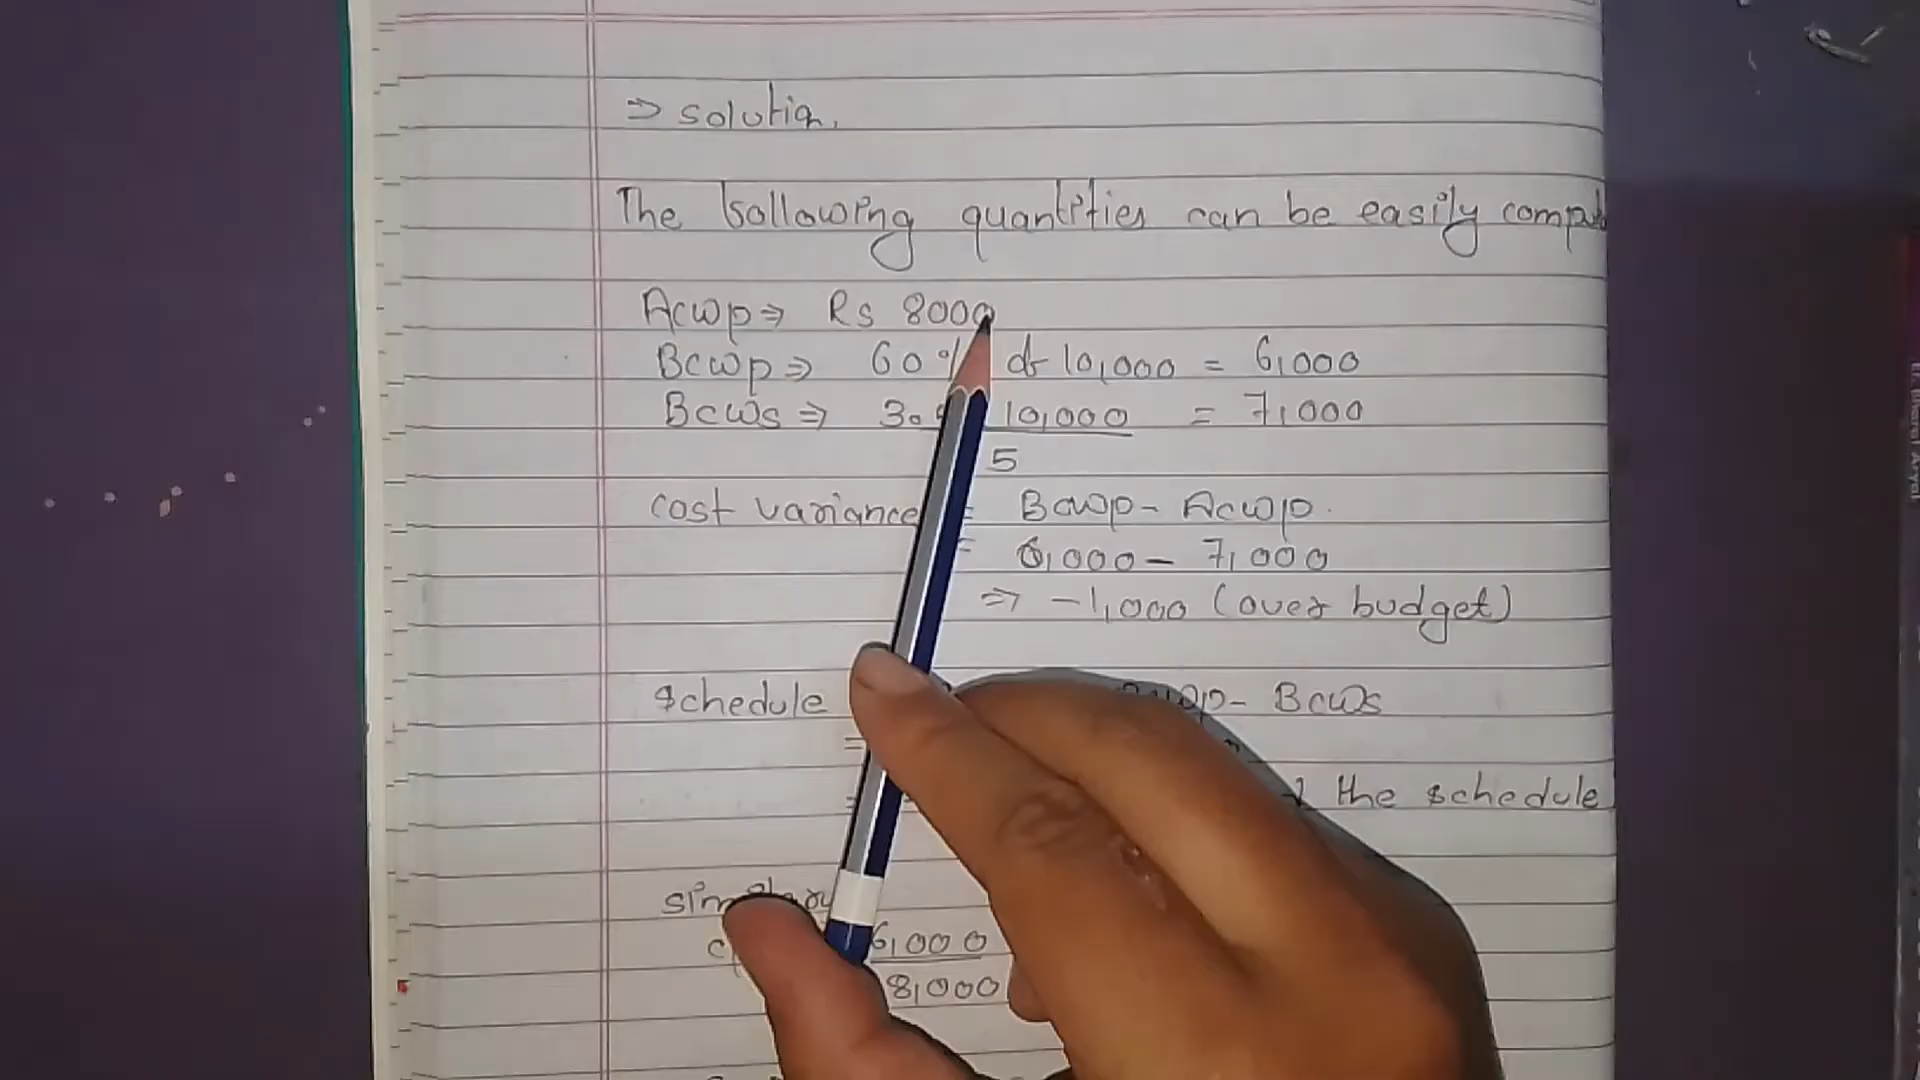 ⇒ solution.
The following quantities can be easily
Acwp ⇒ Rs 8000
Bcwp ⇒ 60% of 10,000 = 6,000
Bcws ⇒ 10,000 = 7,000
5
cost variance = Bcwp - Acwp.
= 6,000 - 7,000
⇒ -1,000 (over budget)
schedule - Bcws
=
= the schedule
6,000
8,000